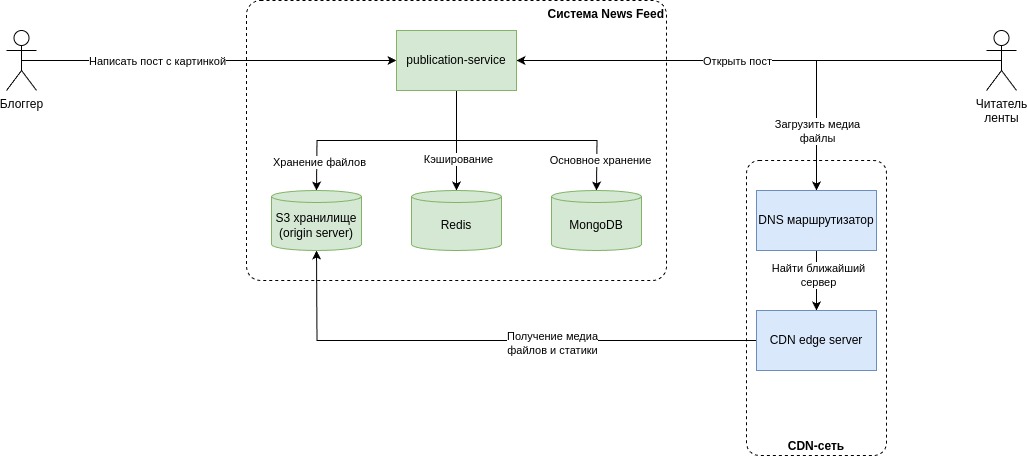 Система News Feed
Блоггер
Написать пост с картинкой
publication-service
Открыть пост
Читатель
ленты
Загрузить медиа
файлы
Хранение файлов
Кэширование
Основное хранение
S3 хранилище
(origin server)
Redis
MongoDB
DNS маршрутизатор
Найти ближайший
сервер
Получение медиа
файлов и статики
CDN edge server
CDN-сеть